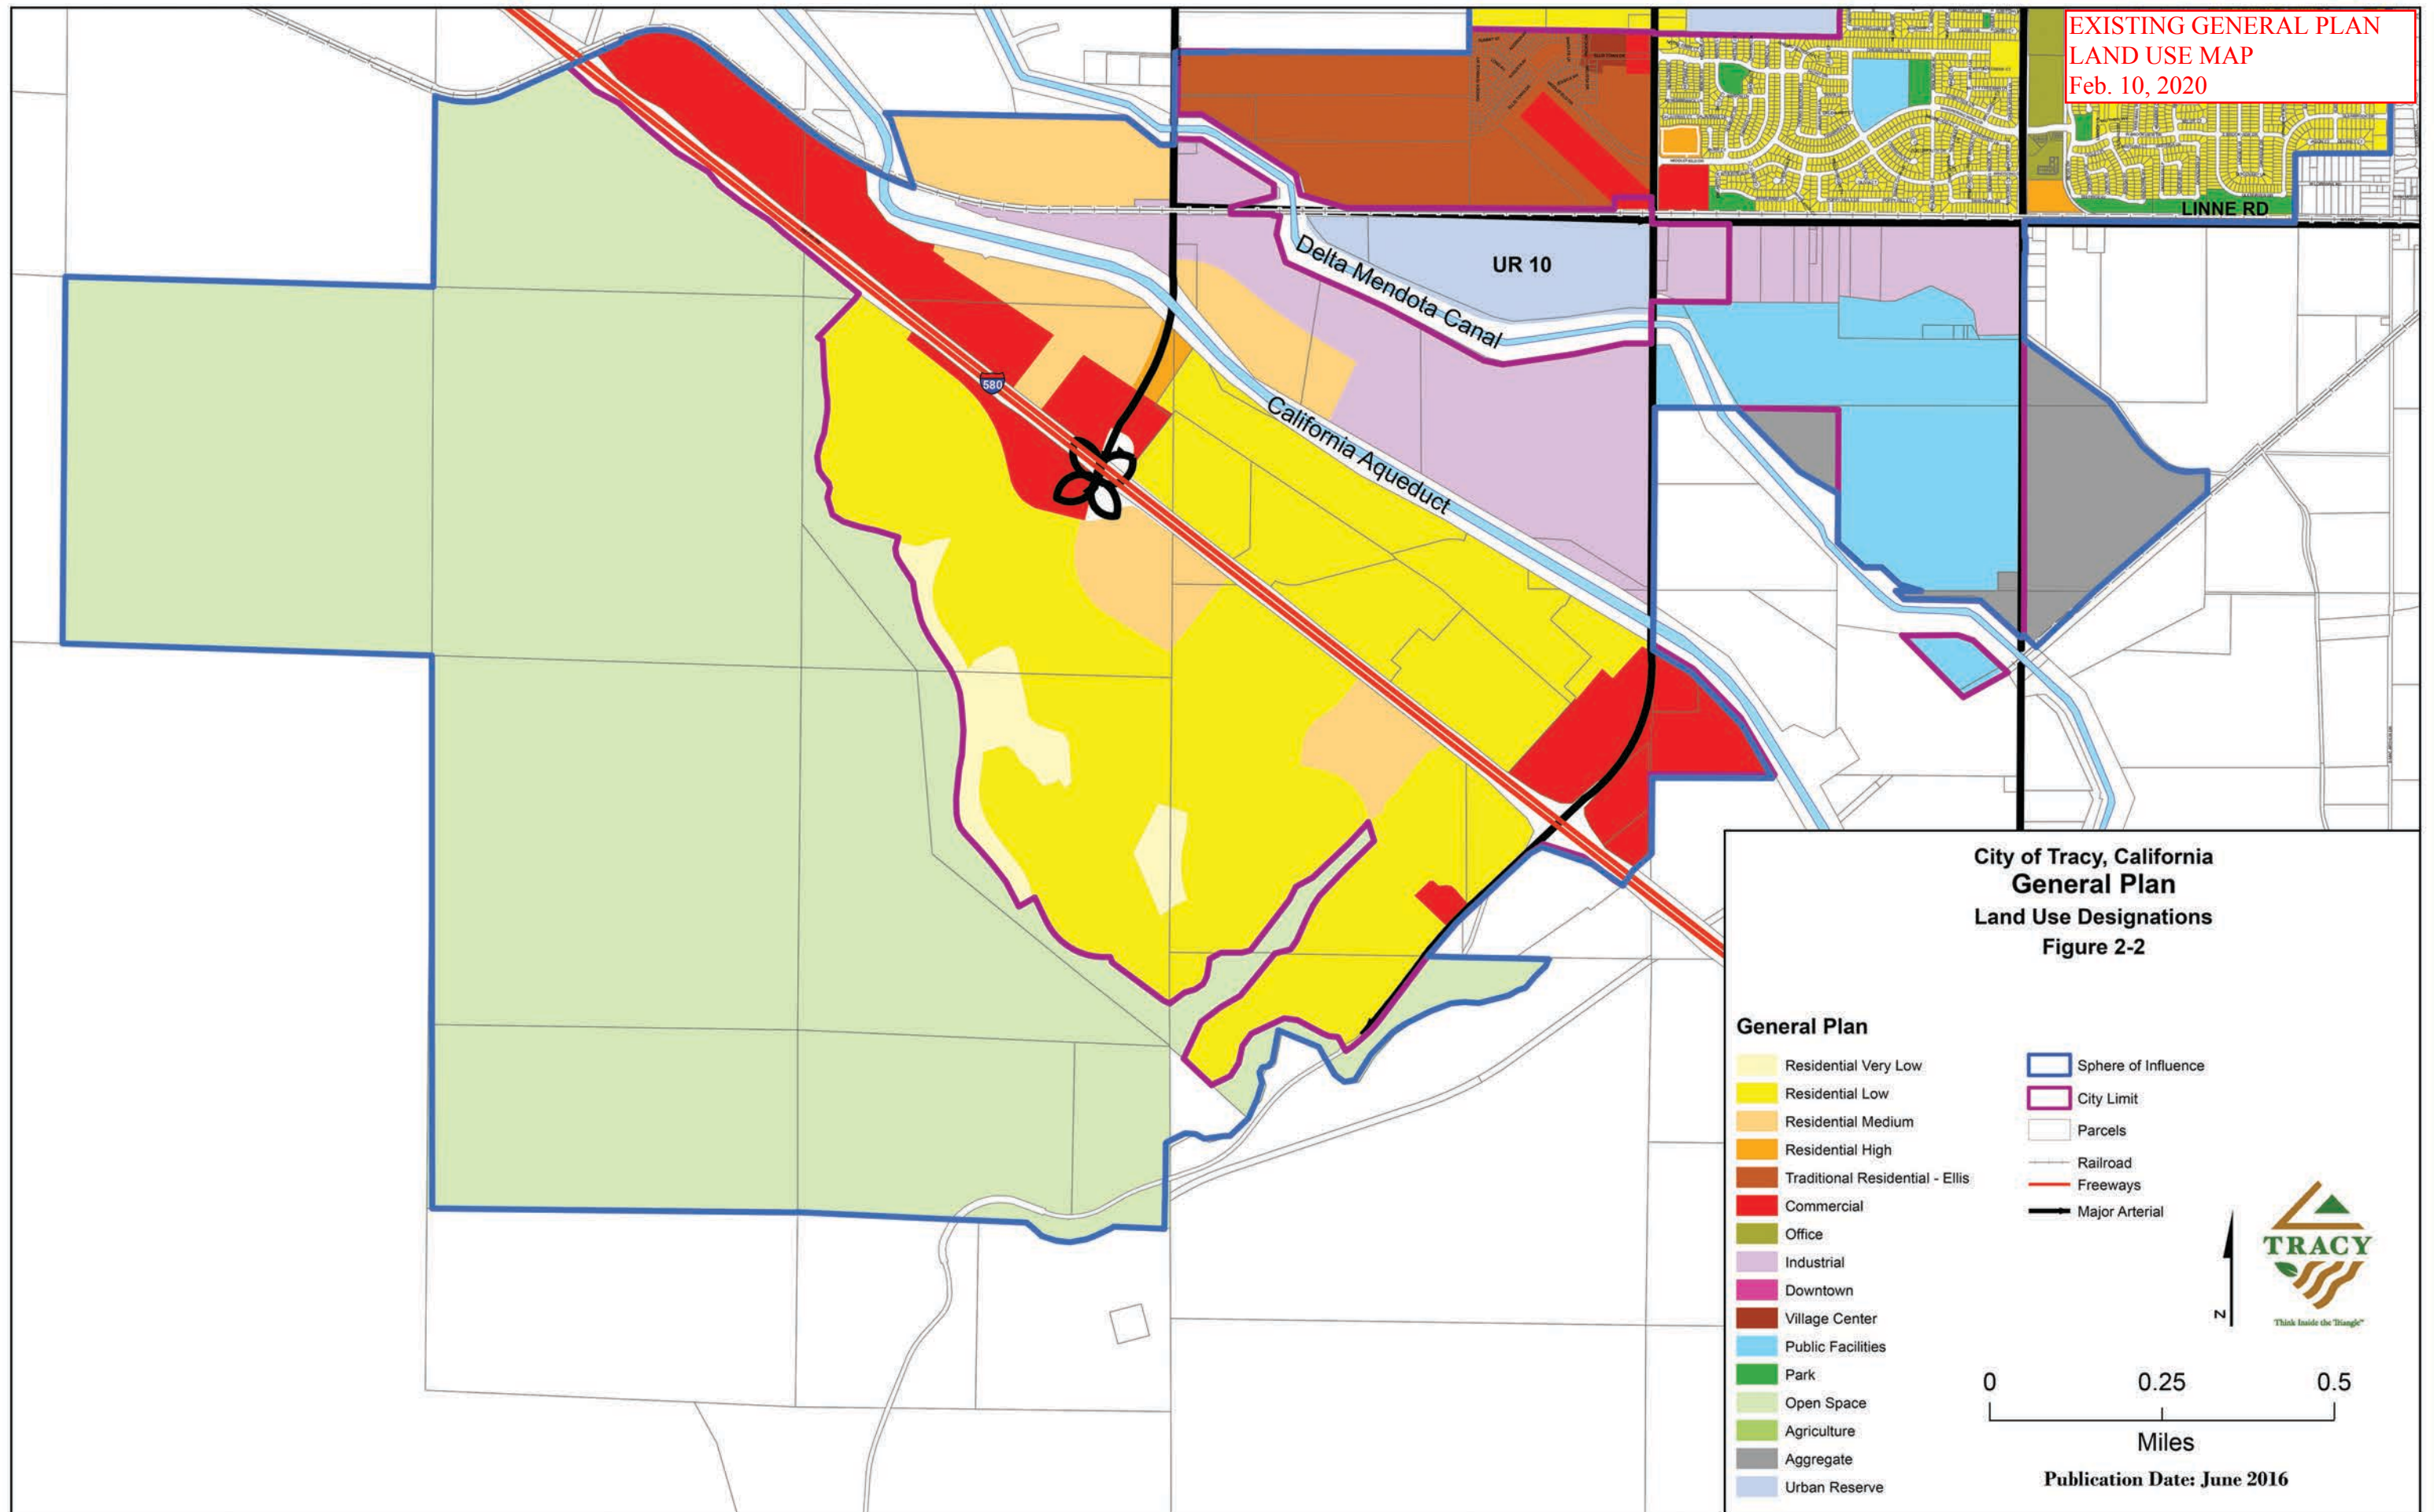 EXISTING GENERAL PLAN
LAND USE MAP
Feb. 10, 2020
LINNE RD
UR 10
Delta Mendota Canal
580
California Aqueduct
City of Tracy, California
General Plan
Land Use Designations
Figure 2-2
General Plan
Residential Very Low
Residential Low
Residential Medium
Residential High
Traditional Residential - Ellis
Commercial
Office
Industrial
Downtown
Village Center
Public Facilities
Park
Open Space
Agriculture
Aggregate
Urban Reserve
Sphere of Influence
City Limit
Parcels
Railroad
Freeways
Major Arterial
N
TRACY
Think Inside the Triangle™
0 0.25 0.5
Miles
Publication Date: June 2016